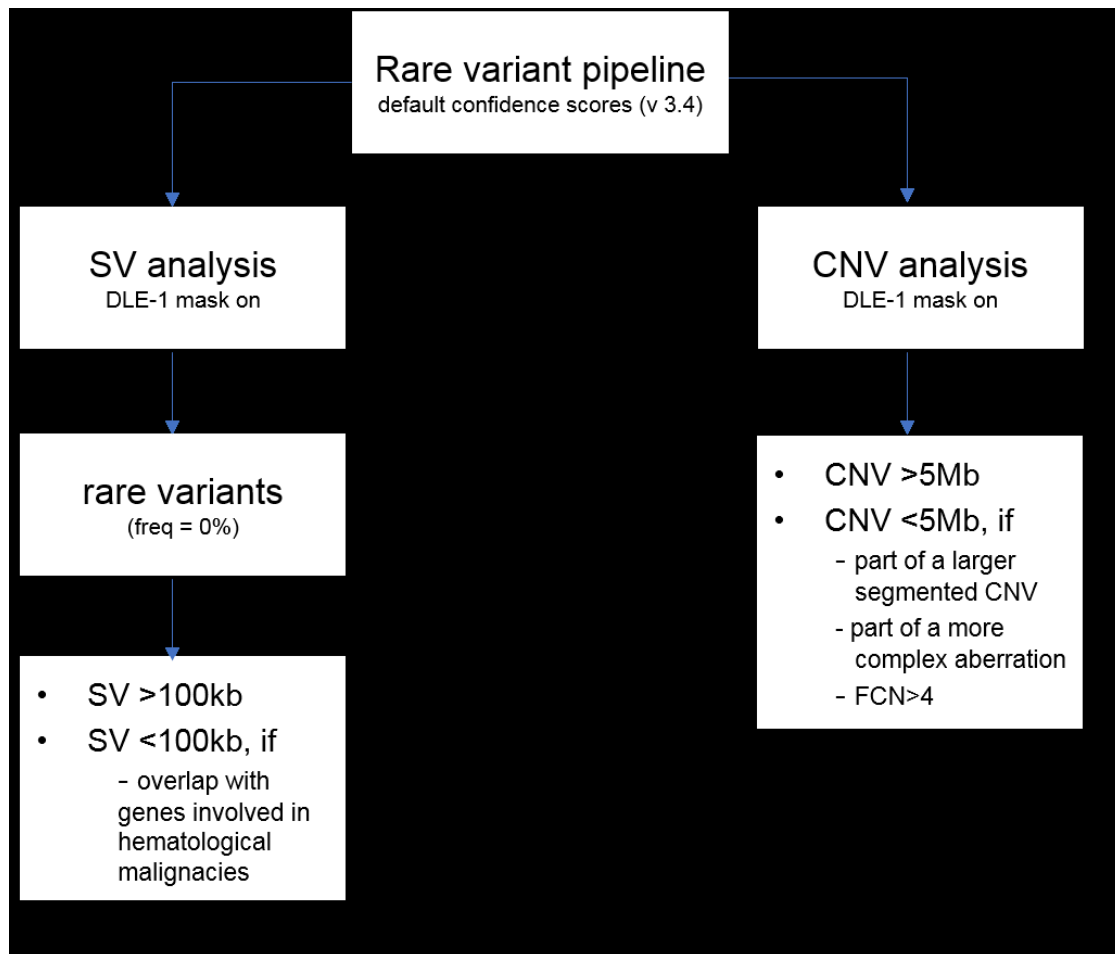 Rare variant pipeline
default confidence scores (v 3.4)
SV analysis
DLE-1 mask on
CNV analysis
DLE-1 mask on
rare variants
(freq = 0%)
• CNV >5Mb
• CNV <5Mb, if
- part of a larger
segmented CNV
- part of a more
complex aberration
- FCN>4
• SV >100kb
• SV <100kb, if
- overlap with
genes involved in
hematological
malignacies